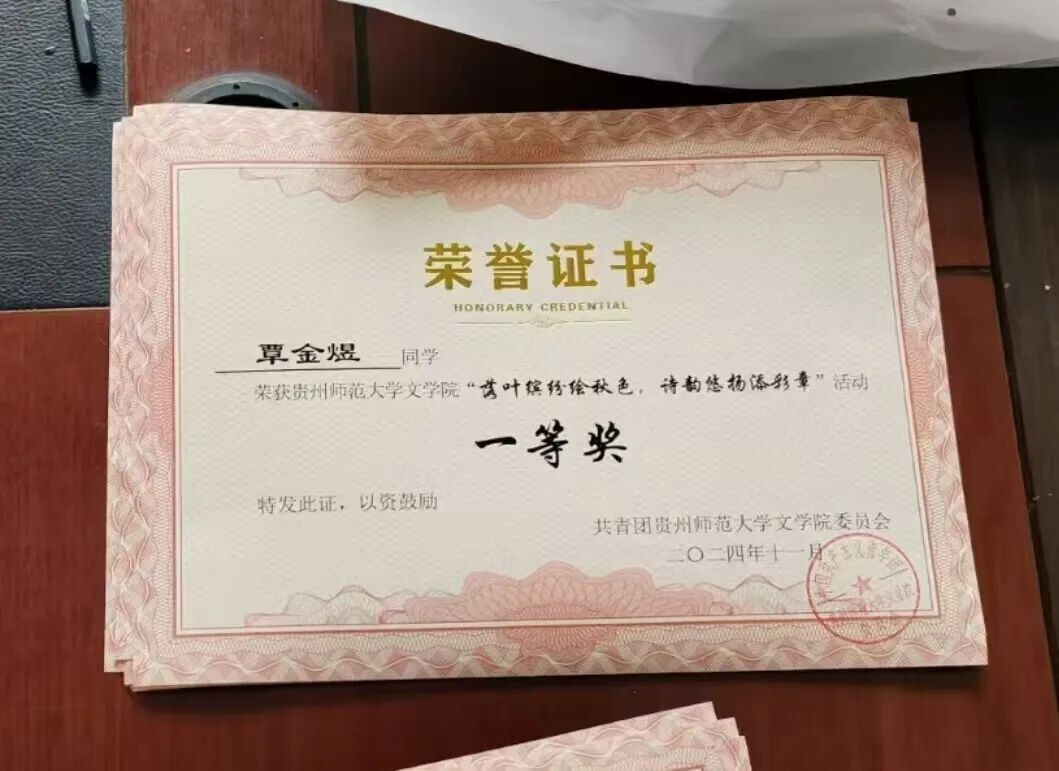 荣誉证书
HONORARY CREDENTIAL
覃金煜 同学
荣获贵州师范大学文学院“落叶缤纷绘秋色，诗韵悠扬添彩章”活动
一等奖
特发此证，以资鼓励
共青团贵州师范大学文学院委员会
二〇二四年十一月